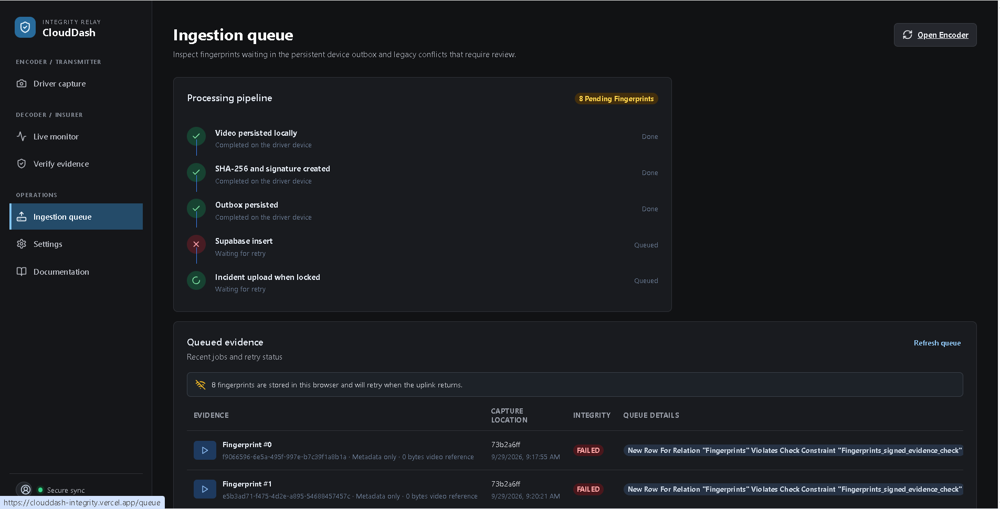 INTEGRITY RELAY
CloudDash
ENCODER / TRANSMITTER
Driver capture
DECODER / INSURER
Live monitor
Verify evidence
OPERATIONS
Ingestion queue
Settings
Documentation
Secure sync
https://clouddash-integrity.vercel.app/queue
Ingestion queue
Inspect fingerprints waiting in the persistent device outbox and legacy conflicts that require review.
Open Encoder
Processing pipeline
8 Pending Fingerprints
Video persisted locally
Completed on the driver device
Done
SHA-256 and signature created
Completed on the driver device
Done
Outbox persisted
Completed on the driver device
Done
Supabase insert
Waiting for retry
Queued
Incident upload when locked
Waiting for retry
Queued
Queued evidence
Recent jobs and retry status
Refresh queue
8 fingerprints are stored in this browser and will retry when the uplink returns.
EVIDENCE
CAPTURE
LOCATION
INTEGRITY
QUEUE DETAILS
Fingerprint #0
f9066596-6e5a-495f-997e-b7c39f1a8b1a · Metadata only · 0 bytes video reference
73b2a6ff
9/29/2026, 9:17:55 AM
FAILED
New Row For Relation "Fingerprints" Violates Check Constraint "Fingerprints_signed_evidence_check"
Fingerprint #1
e5b3ad71-f475-4d2e-a895-54688457457c · Metadata only · 0 bytes video reference
73b2a6ff
9/29/2026, 9:20:21 AM
FAILED
New Row For Relation "Fingerprints" Violates Check Constraint "Fingerprints_signed_evidence_check"